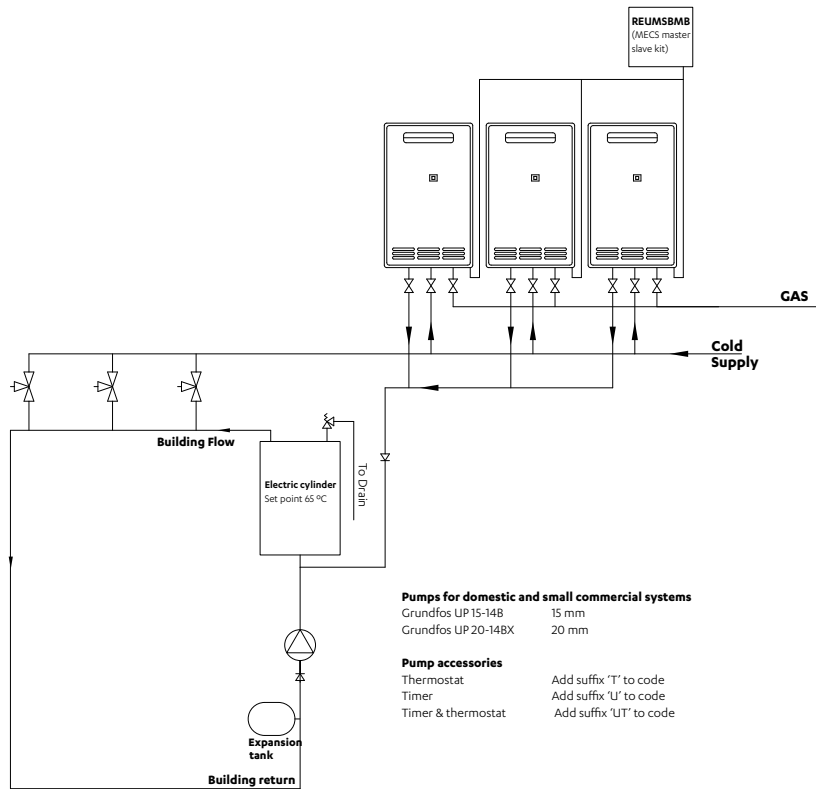 REUMSBMB
(MECS master
slave kit)
GAS
Cold
Supply
Building Flow
To Drain
Electric cylinder
Set point 65 ºC
Pumps for domestic and small commercial systems
Grundfos UP 15-14B 15 mm
Grundfos UP 20-14BX 20 mm
Pump accessories
Thermostat Add suffix ‘T’ to code
Timer Add suffix ‘U’ to code
Timer & thermostat Add suffix ‘UT’ to code
Expansion
tank
Building return